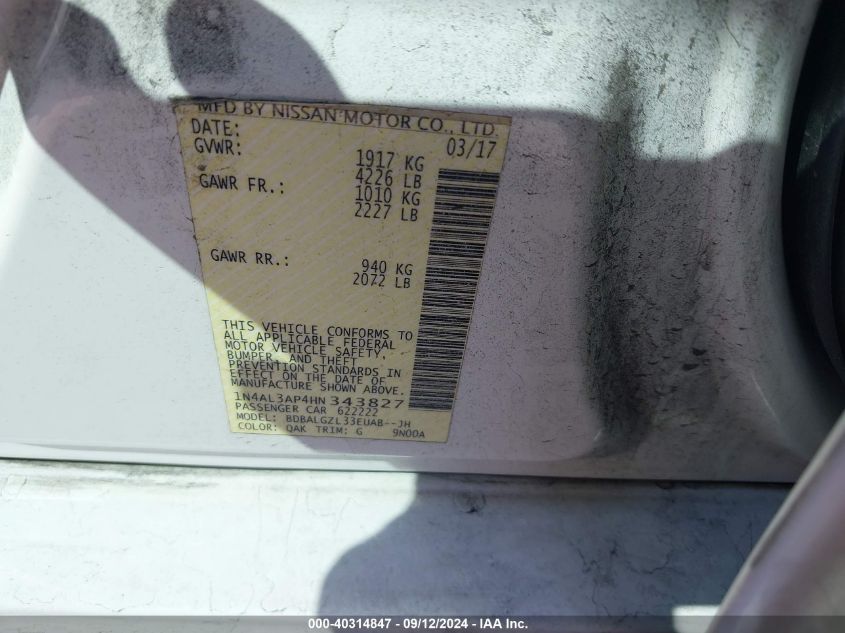 MFD BY NISSAN MOTOR CO., LTD.
DATE: 03/17
GVWR: 1917 KG
4226 LB
GAWR FR.: 1010 KG
2227 LB
GAWR RR.: 940 KG
2072 LB
THIS VEHICLE CONFORMS TO
ALL APPLICABLE FEDERAL
MOTOR VEHICLE SAFETY,
BUMPER, AND THEFT
PREVENTION STANDARDS IN
EFFECT ON THE DATE OF
MANUFACTURE SHOWN ABOVE.
1N4AL3AP4HN343827
PASSENGER CAR 622222
MODEL: BDBALGZL33EUAB--JH
COLOR: QAK TRIM: G 9N00A
000-40314847 - 09/12/2024 - IAA Inc.